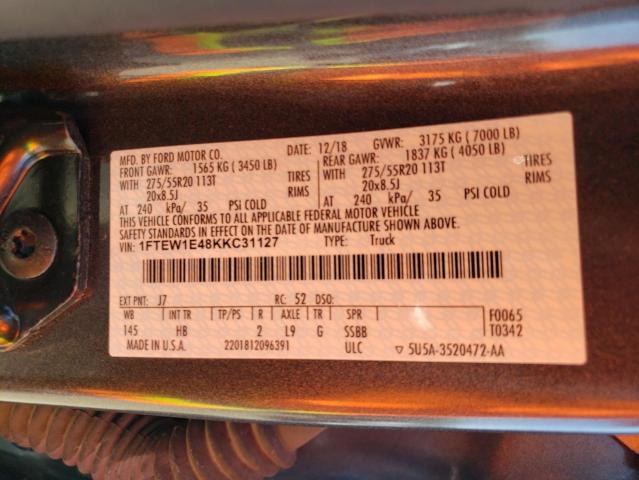 MFD. BY FORD MOTOR CO. DATE: 12/18 GVWR: 3175 KG ( 7000 LB)
FRONT GAWR: 1565 KG ( 3450 LB) REAR GAWR: 1837 KG ( 4050 LB)
WITH 275/55R20 113T TIRES WITH 275/55R20 113T TIRES
20x8.5J RIMS 20x8.5J RIMS
AT 240 kPa/ 35 PSI COLD AT 240 kPa/ 35 PSI COLD
THIS VEHICLE CONFORMS TO ALL APPLICABLE FEDERAL MOTOR VEHICLE
SAFETY STANDARDS IN EFFECT ON THE DATE OF MANUFACTURE SHOWN ABOVE.
VIN: 1FTEW1E48KKC31127 TYPE: Truck
EXT PNT: J7 RC: 52 DSO:
WB INT TR TP/PS R AXLE TR SPR F0065
145 HB 2 L9 G SSBB T0342
MADE IN U.S.A. 2201812096391 ULC 5U5A-3520472-AA